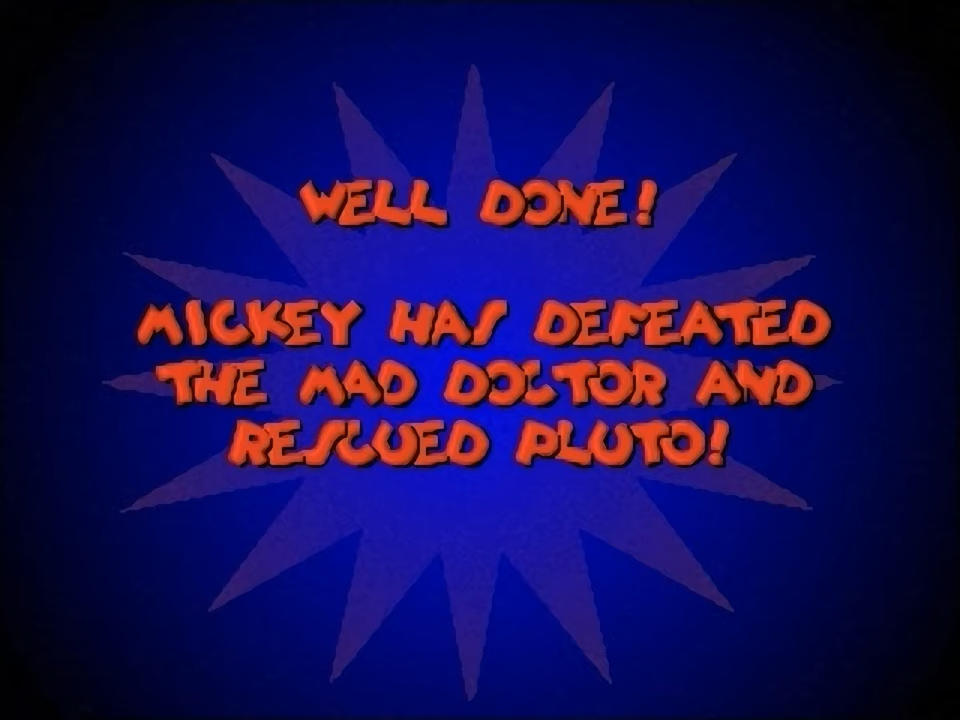 WELL DONE!
MICKEY HAS DEFEATED
THE MAD DOCTOR AND
RESCUED PLUTO!